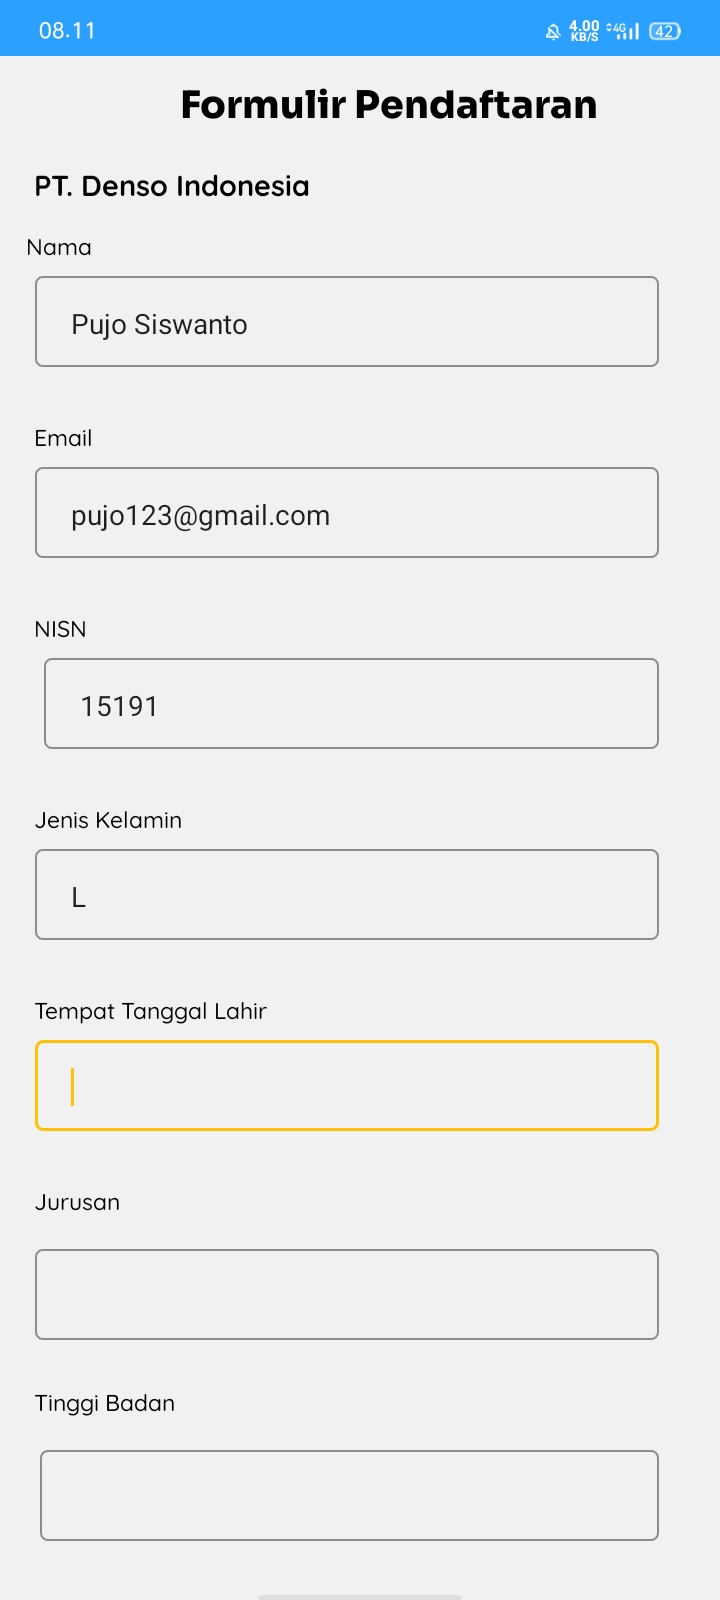 08.11
4.00
KB/S
4G
42
Formulir Pendaftaran
PT. Denso Indonesia
Nama
Pujo Siswanto
Email
pujo123@gmail.com
NISN
15191
Jenis Kelamin
L
Tempat Tanggal Lahir
Jurusan
Tinggi Badan